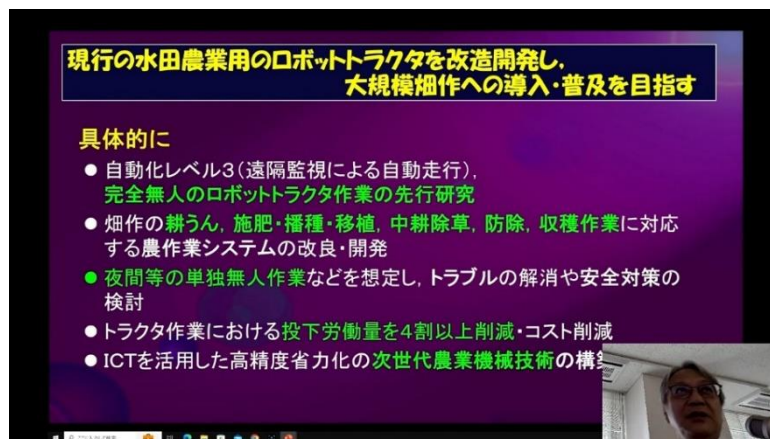 現行の水田農業用のロボットトラクタを改造開発し，
大規模畑作への導入・普及を目指す
具体的に
● 自動化レベル３（遠隔監視による自動走行），
完全無人のロボットトラクタ作業の先行研究
● 畑作の耕うん，施肥・播種・移植，中耕除草，防除，収穫作業に対応
する農作業システムの改良・開発
● 夜間等の単独無人作業などを想定し，トラブルの解消や安全対策の
検討
● トラクタ作業における投下労働量を４割以上削減・コスト削減
● ICTを活用した高精度省力化の次世代農業機械技術の構築